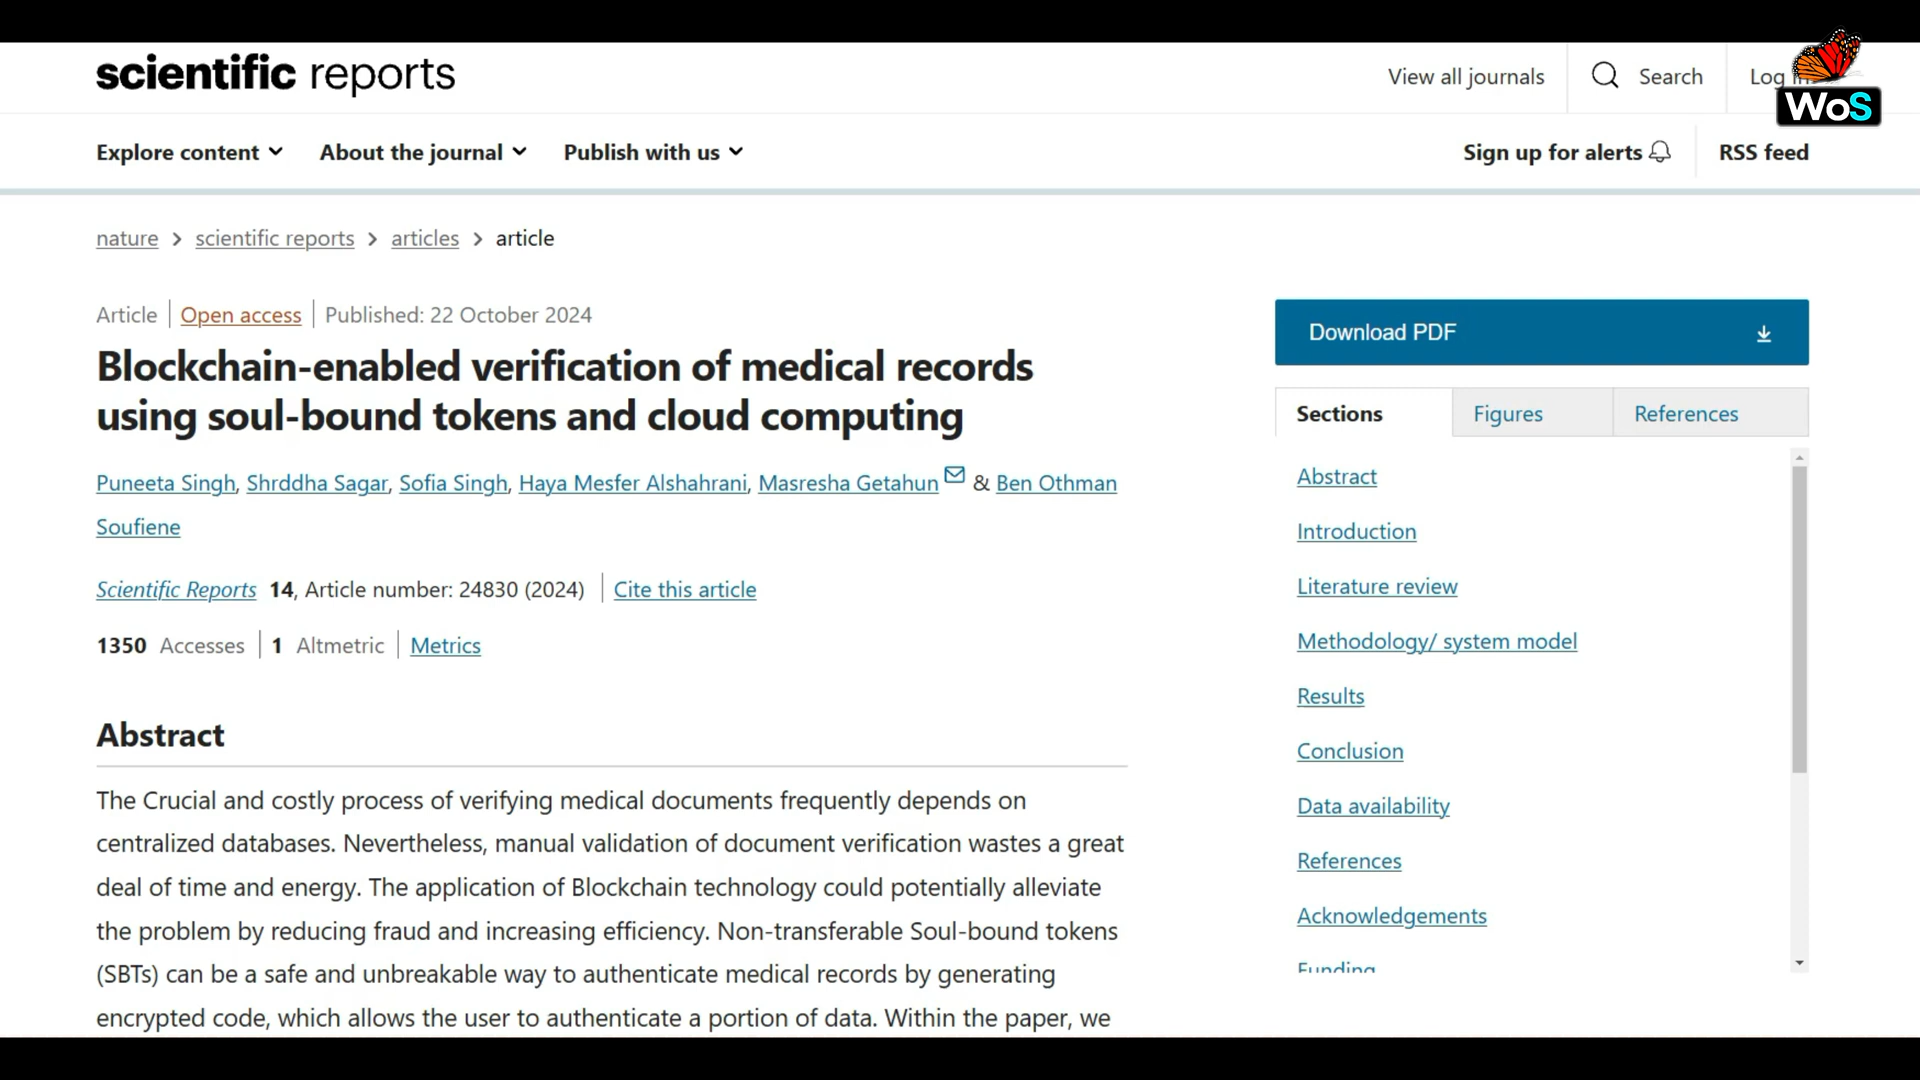 scientific reports
View all journals
Search
Log in
WoS
Explore content
About the journal
Publish with us
Sign up for alerts
RSS feed
nature > scientific reports > articles > article
Article | Open access | Published: 22 October 2024
Blockchain-enabled verification of medical records
using soul-bound tokens and cloud computing
Puneeta Singh, Shrddha Sagar, Sofia Singh, Haya Mesfer Alshahrani, Masresha Getahun & Ben Othman
Soufiene
Scientific Reports 14, Article number: 24830 (2024) | Cite this article
1350 Accesses | 1 Altmetric | Metrics
Abstract
The Crucial and costly process of verifying medical documents frequently depends on
centralized databases. Nevertheless, manual validation of document verification wastes a great
deal of time and energy. The application of Blockchain technology could potentially alleviate
the problem by reducing fraud and increasing efficiency. Non-transferable Soul-bound tokens
(SBTs) can be a safe and unbreakable way to authenticate medical records by generating
encrypted code, which allows the user to authenticate a portion of data. Within the paper, we
Download PDF
Sections
Figures
References
Abstract
Introduction
Literature review
Methodology/ system model
Results
Conclusion
Data availability
References
Acknowledgements
Funding